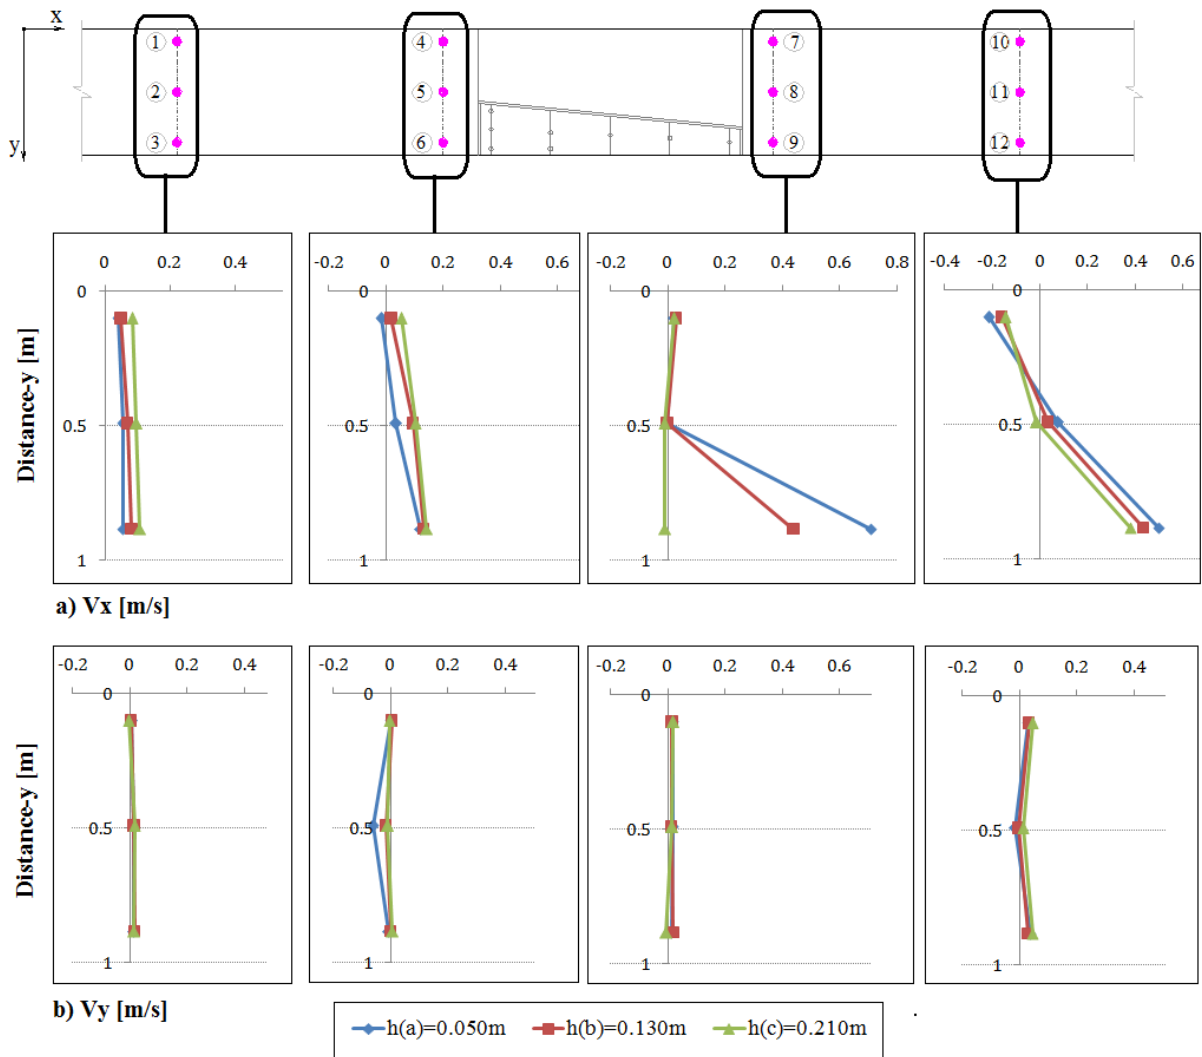 x
y
1 4 7 10
2 5 8 11
3 6 9 12
0 0.2 0.4 -0.2 0 0.2 0.4 0.6 -0.2 0 0.2 0.4 0.6 0.8 -0.4 -0.2 0 0.2 0.4 0.6
0 0 0 0
0.5 0.5 0.5 0.5
1 1 1 1
Distance-y [m]
a) Vx [m/s]
-0.2 0 0.2 0.4 -0.2 0 0.2 0.4 -0.2 0 0.2 0.4 0.6 -0.2 0 0.2 0.4
0 0 0 0
0.5 0.5 0.5 0.5
1 1 1 1
Distance-y [m]
b) Vy [m/s]
h(a)=0.050m h(b)=0.130m h(c)=0.210m
.